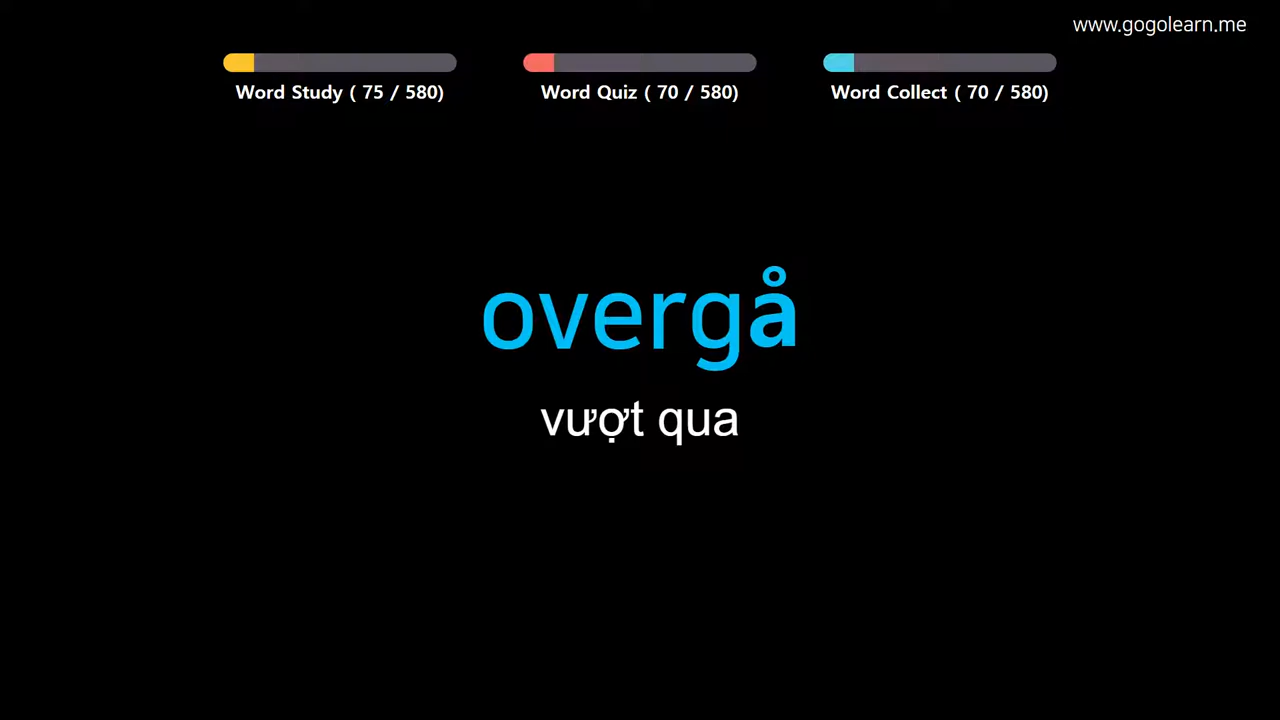 www.gogolearn.me
Word Study ( 75 / 580)
Word Quiz ( 70 / 580)
Word Collect ( 70 / 580)
overgå
vượt qua